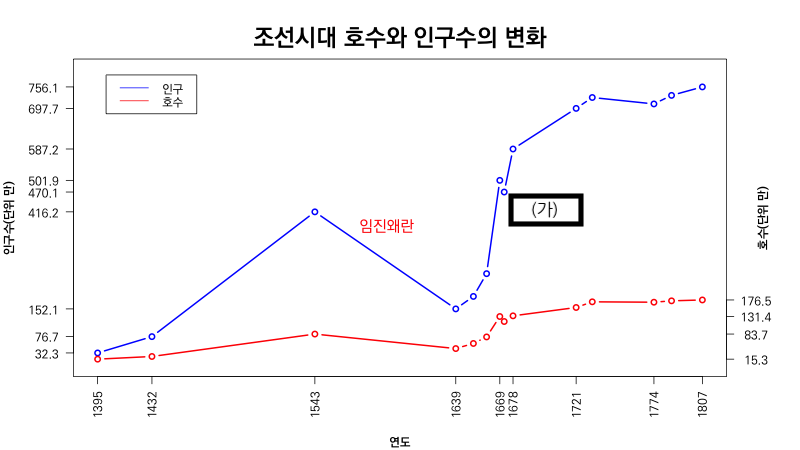 조선시대 호수와 인구수의 변화
인구
호수
756.1
697.7
587.2
501.9
470.1
416.2
152.1
76.7
32.3
인구수(단위 만)
임진왜란
(가)
176.5
131.4
83.7
15.3
호수(단위 만)
1395
1432
1543
1639
1669
1678
1721
1774
1807
연도